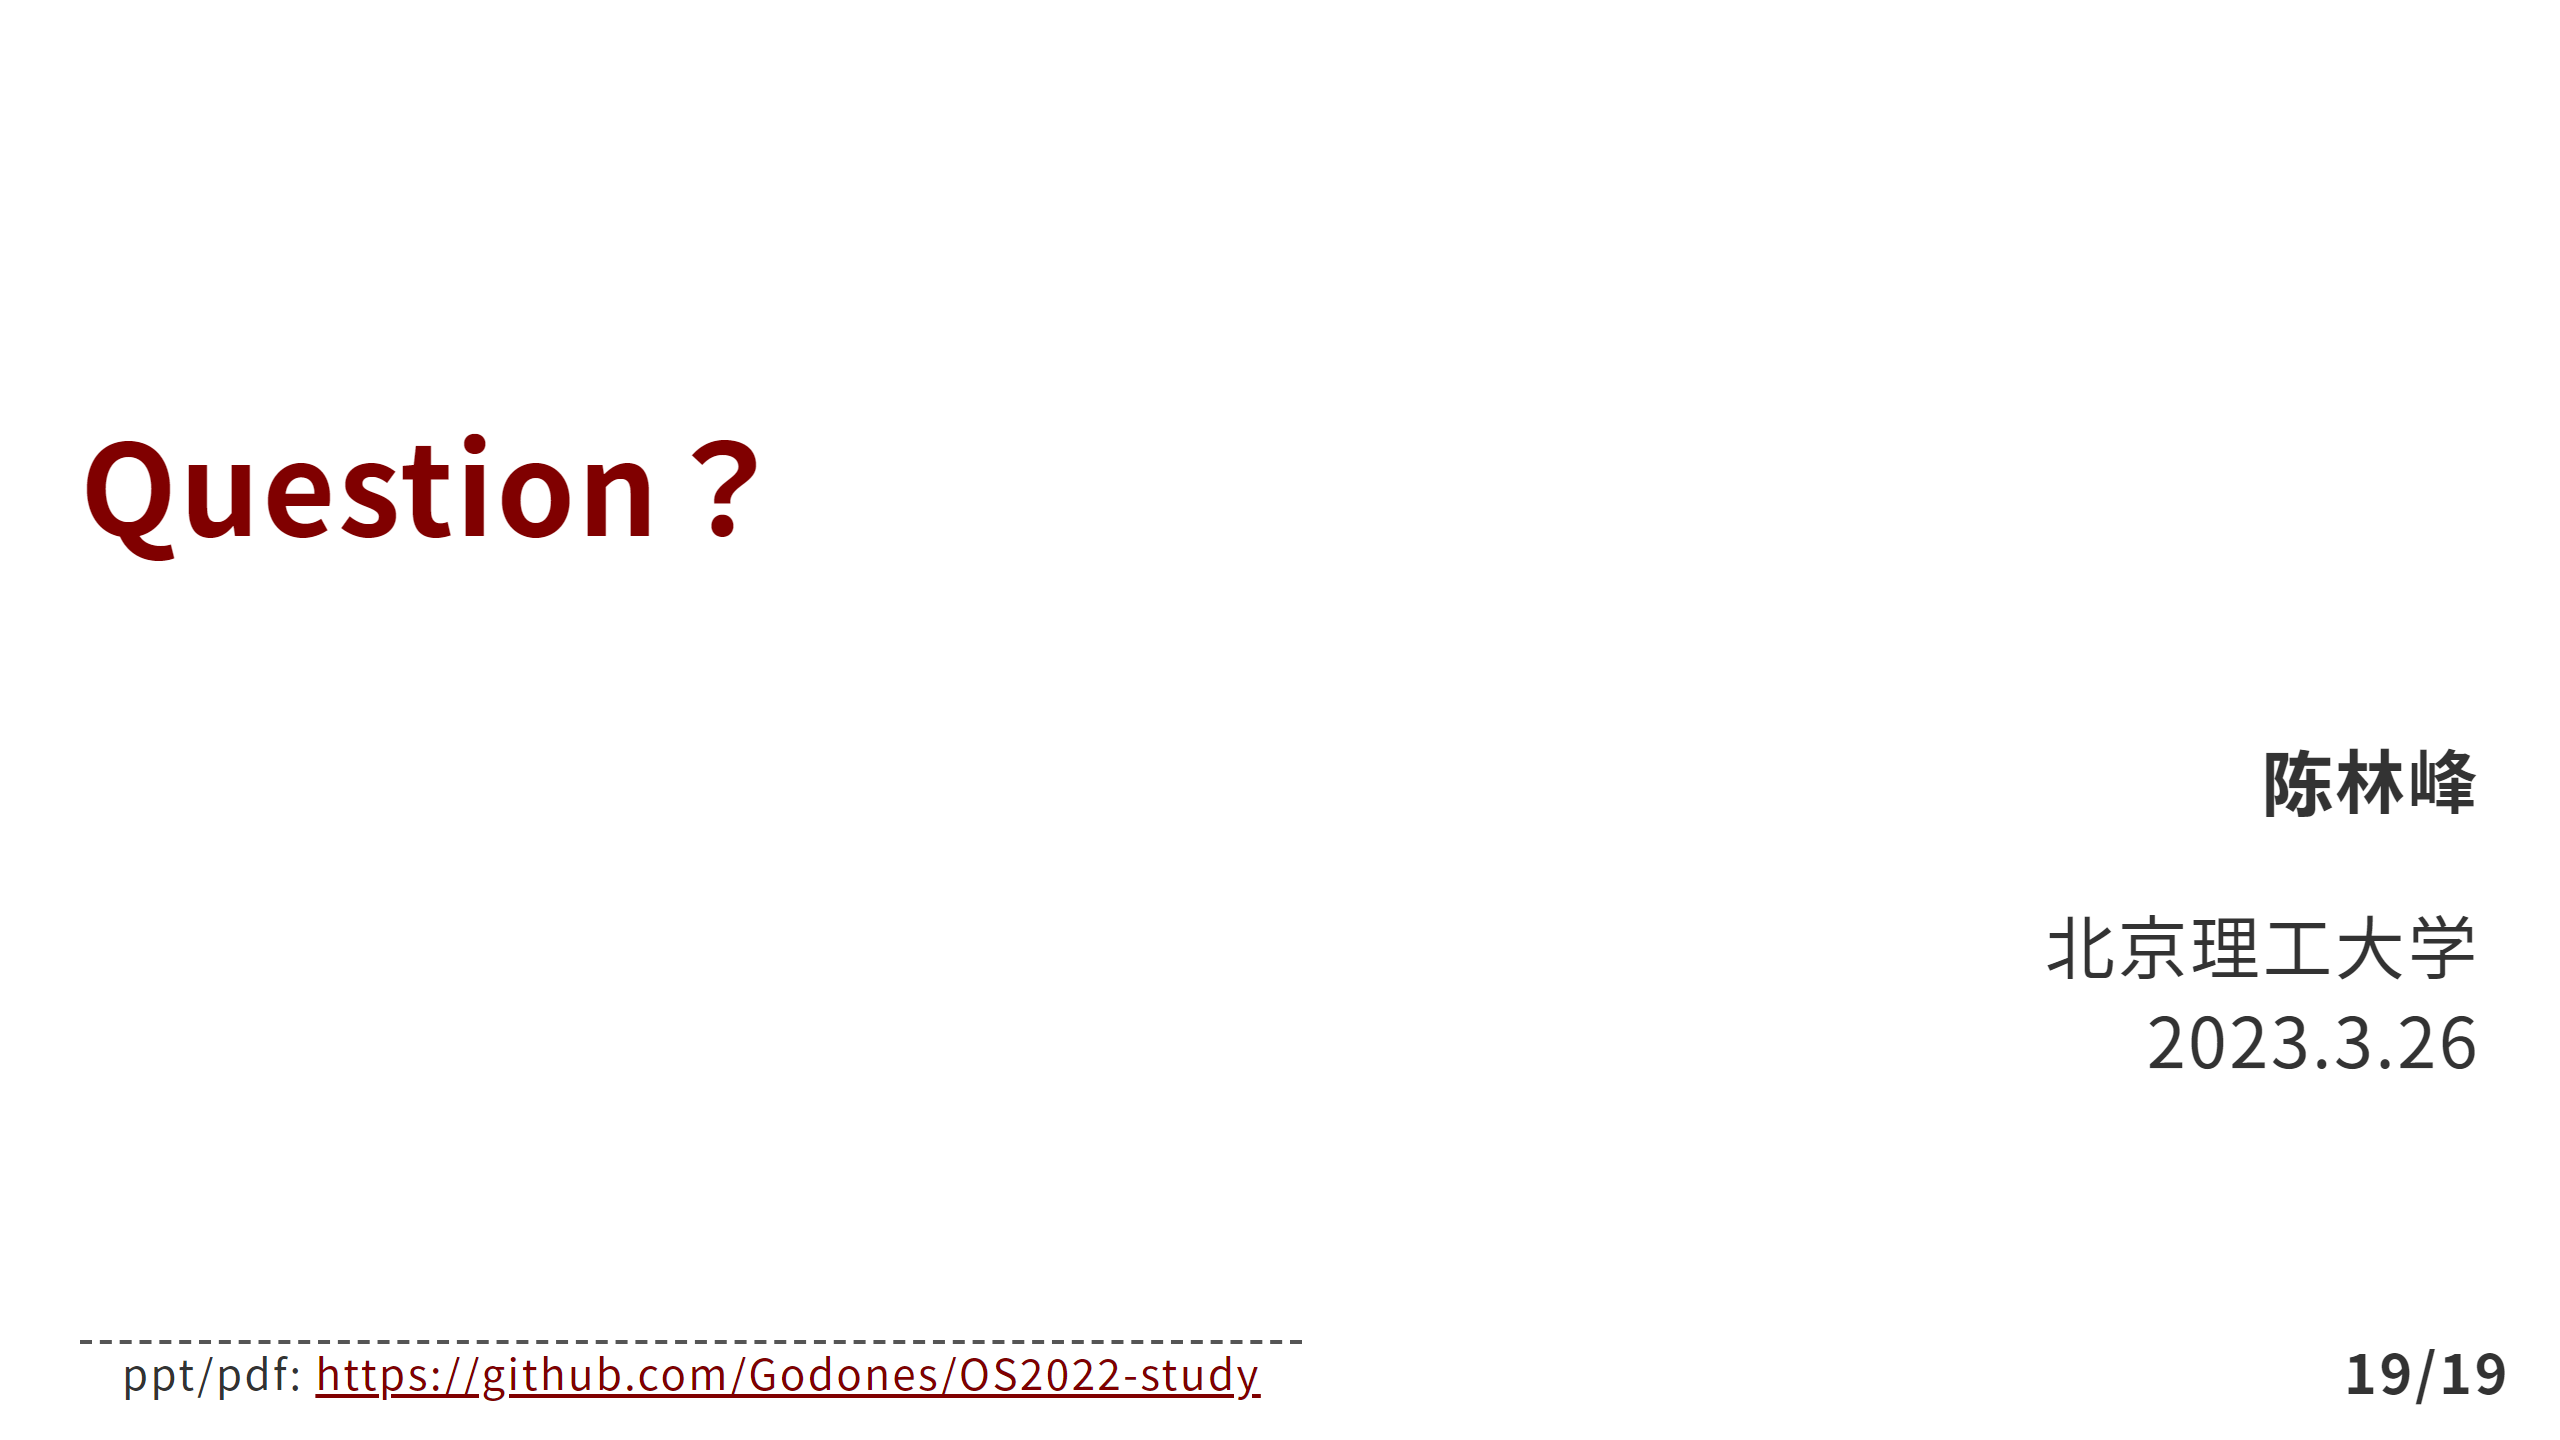 Question？
陈林峰
北京理工大学
2023.3.26
ppt/pdf: https://github.com/Godones/OS2022-study
19/19